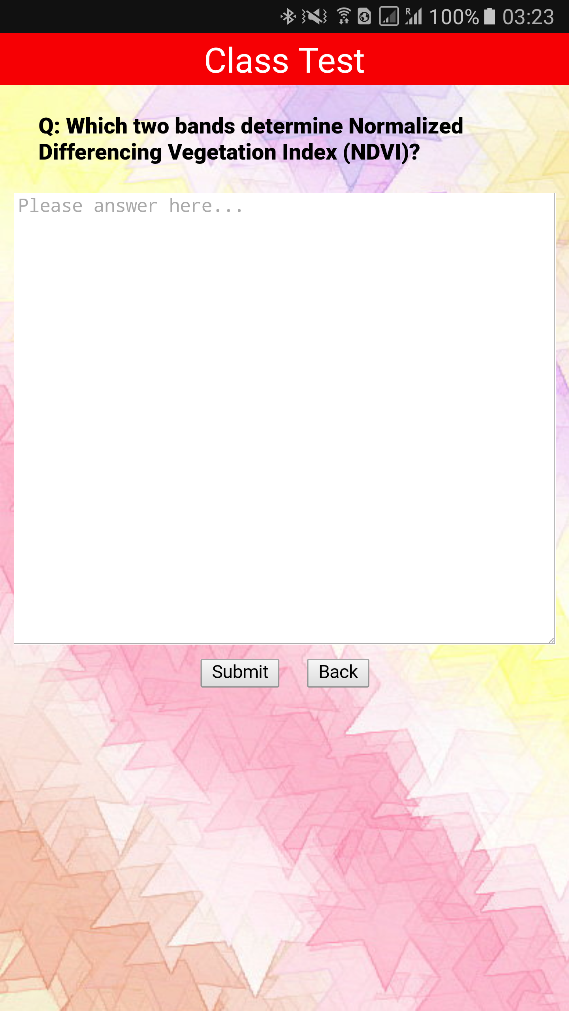 R 100% 03:23
Class Test
Q: Which two bands determine Normalized
Differencing Vegetation Index (NDVI)?
Please answer here...
Submit Back